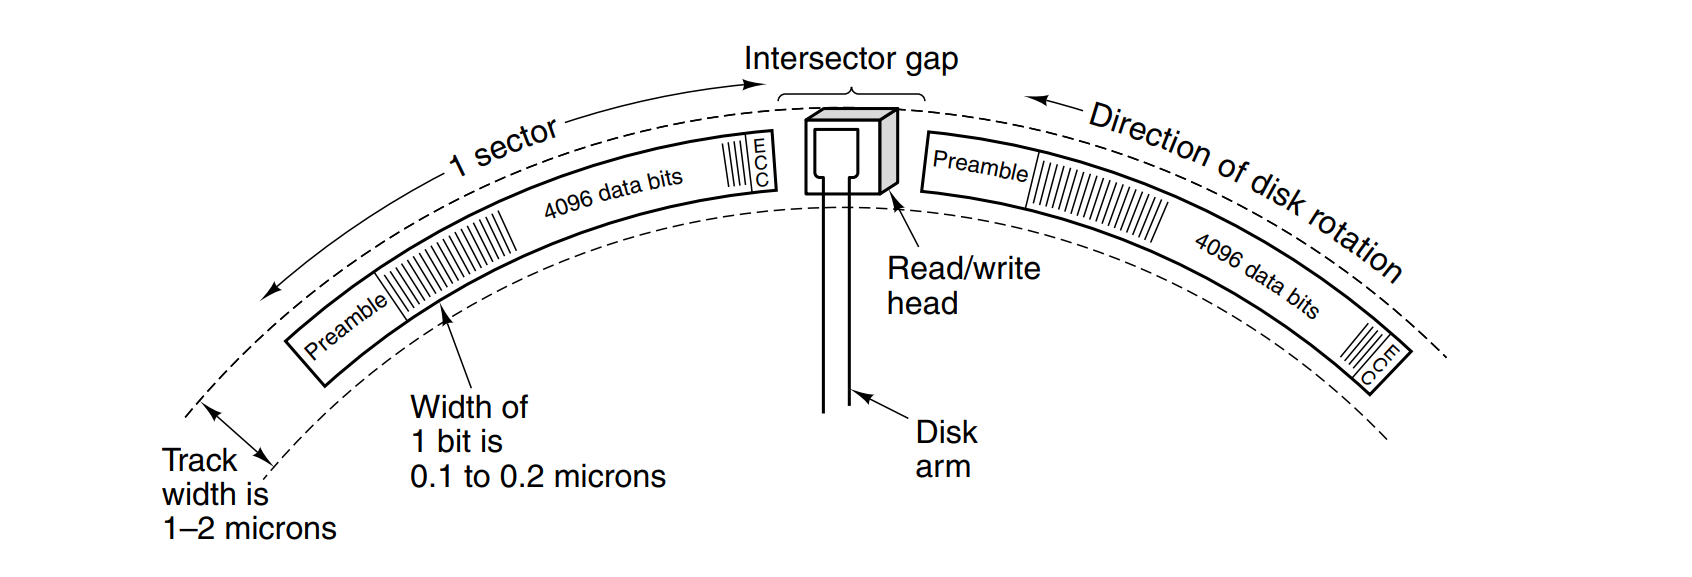 Intersector gap
1 sector
Direction of disk rotation
Preamble
4096 data bits
E
C
C
Preamble
4096 data bits
E
C
C
Read/write
head
Width of
1 bit is
0.1 to 0.2 microns
Disk
arm
Track
width is
1–2 microns